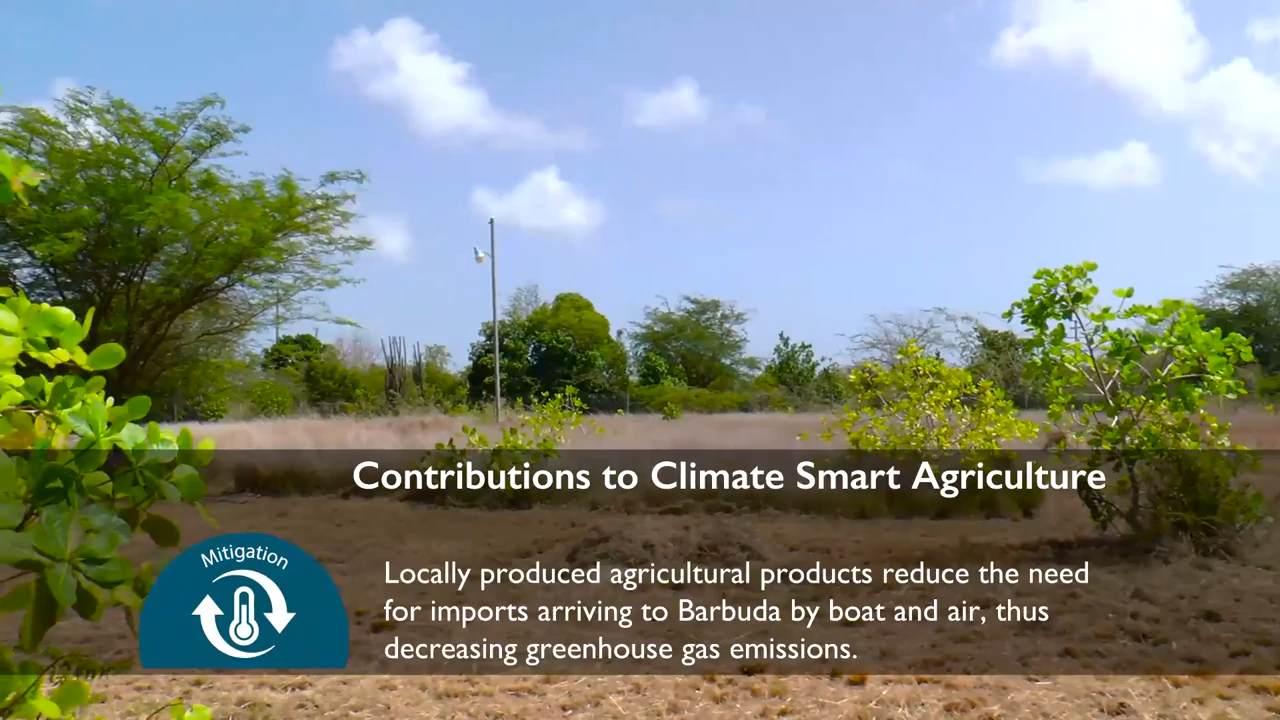 Contributions to Climate Smart Agriculture
Mitigation
Locally produced agricultural products reduce the need
for imports arriving to Barbuda by boat and air, thus
decreasing greenhouse gas emissions.